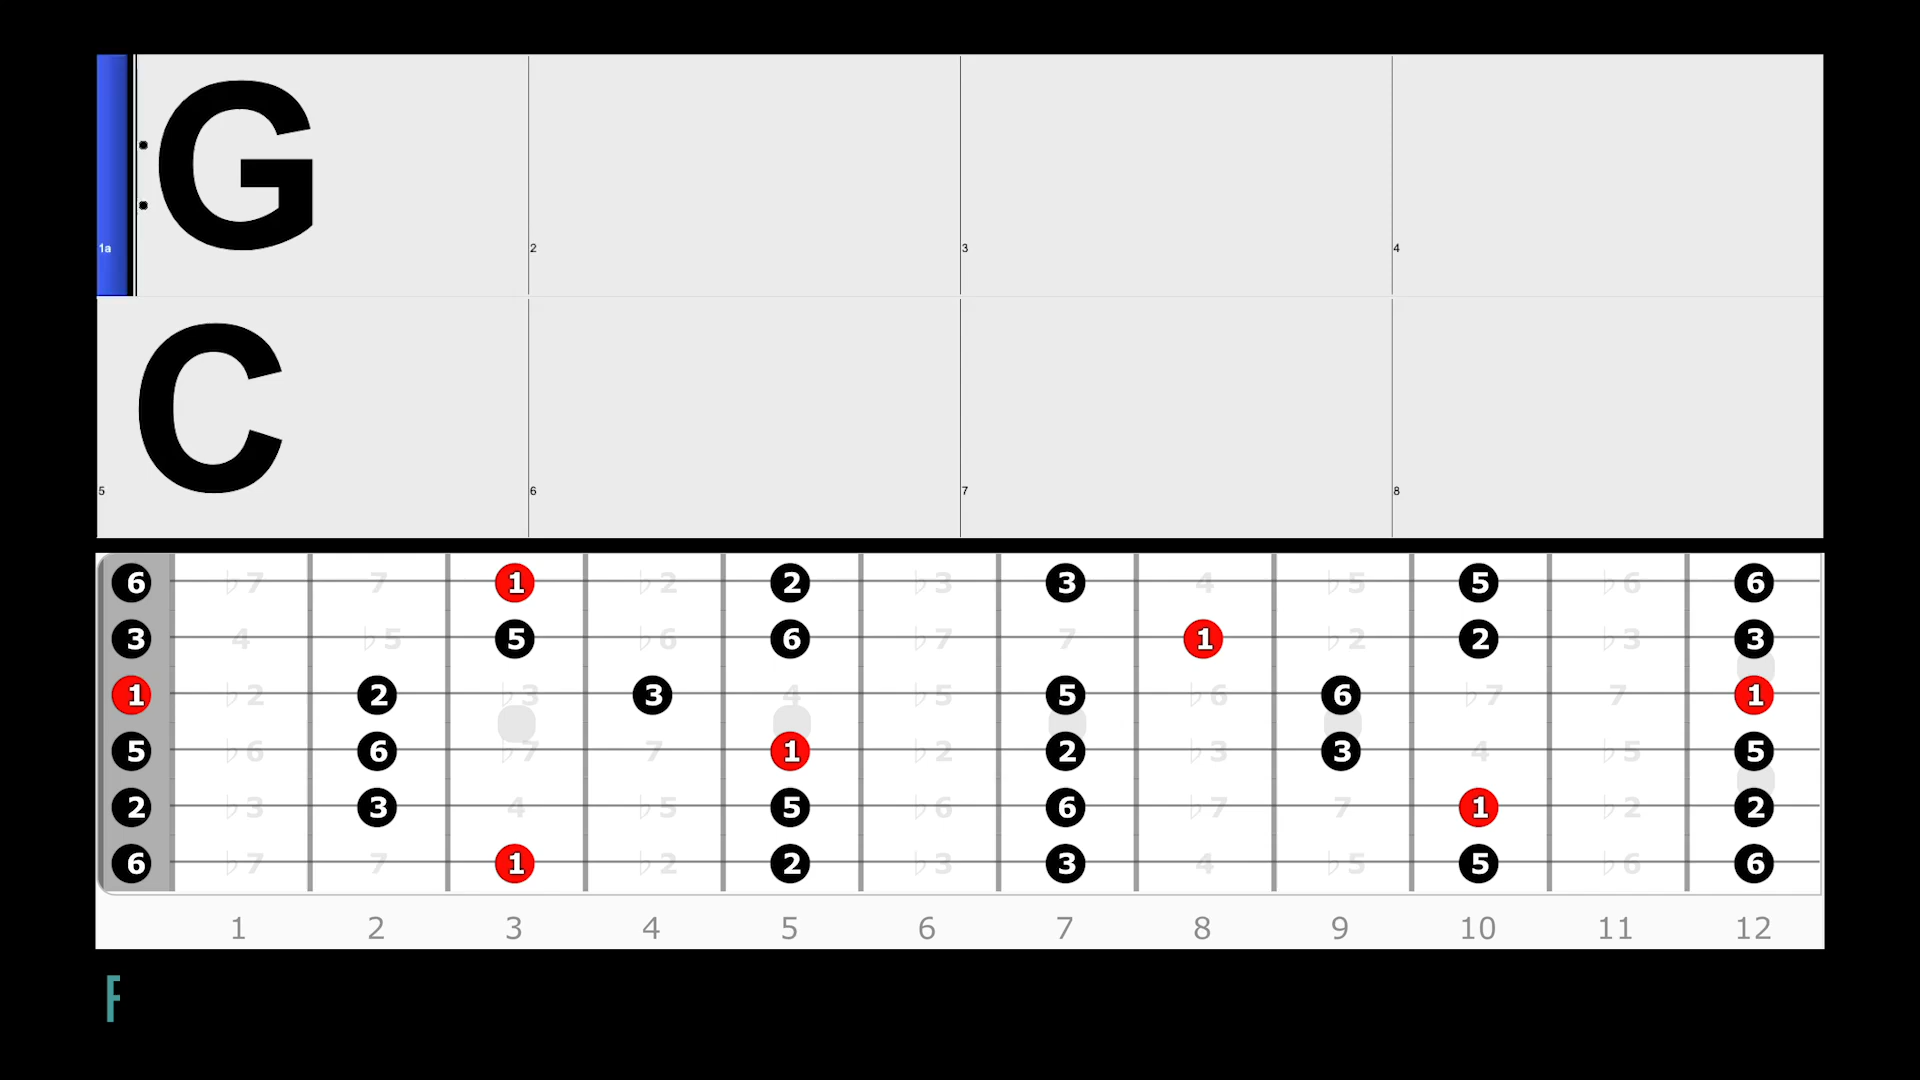 G
1a 2 3 4
C
5 6 7 8
6 ♭7 7 1 ♭2 2 ♭3 3 4 ♭5 5 ♭6 6
3 4 ♭5 5 ♭6 6 ♭7 7 1 ♭2 2 ♭3 3
1 ♭2 2 ♭3 3 4 ♭5 5 ♭6 6 ♭7 7 1
5 ♭6 6 ♭7 7 1 ♭2 2 ♭3 3 4 ♭5 5
2 ♭3 3 4 ♭5 5 ♭6 6 ♭7 7 1 ♭2 2
6 ♭7 7 1 ♭2 2 ♭3 3 4 ♭5 5 ♭6 6
1 2 3 4 5 6 7 8 9 10 11 12